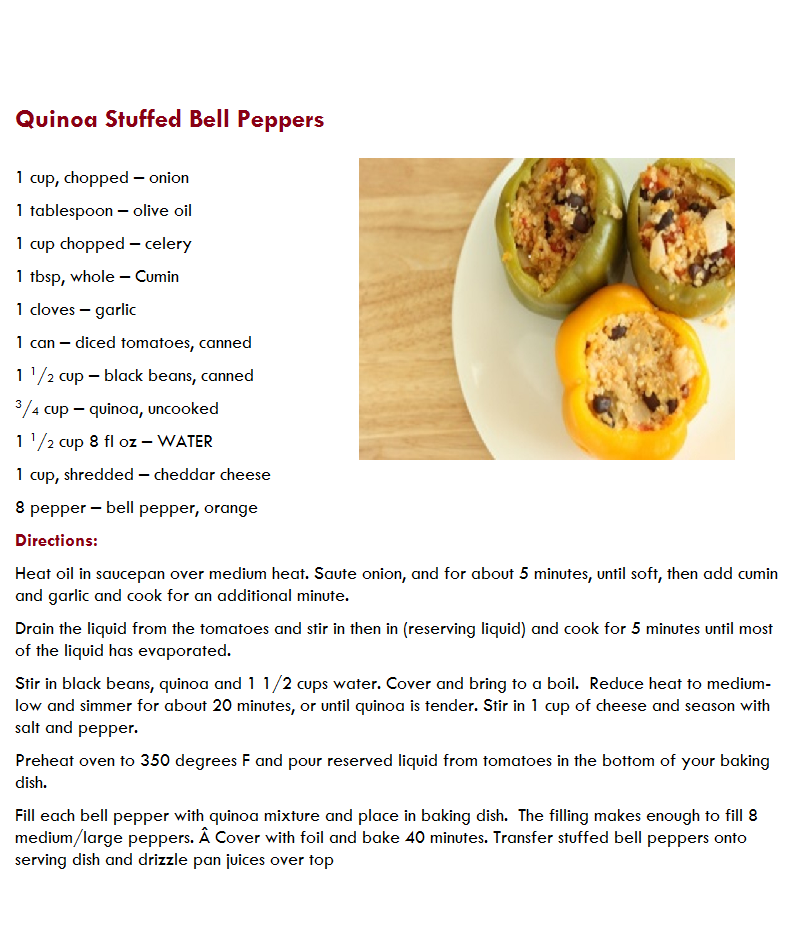 Quinoa Stuffed Bell Peppers
1 cup, chopped – onion
1 tablespoon – olive oil
1 cup chopped – celery
1 tbsp, whole – Cumin
1 cloves – garlic
1 can – diced tomatoes, canned
1 1/2 cup – black beans, canned
3/4 cup – quinoa, uncooked
1 1/2 cup 8 fl oz – WATER
1 cup, shredded – cheddar cheese
8 pepper – bell pepper, orange
Directions:
Heat oil in saucepan over medium heat. Saute onion, and for about 5 minutes, until soft, then add cumin
and garlic and cook for an additional minute.
Drain the liquid from the tomatoes and stir in then in (reserving liquid) and cook for 5 minutes until most
of the liquid has evaporated.
Stir in black beans, quinoa and 1 1/2 cups water. Cover and bring to a boil.  Reduce heat to medium-
low and simmer for about 20 minutes, or until quinoa is tender. Stir in 1 cup of cheese and season with
salt and pepper.
Preheat oven to 350 degrees F and pour reserved liquid from tomatoes in the bottom of your baking
dish.
Fill each bell pepper with quinoa mixture and place in baking dish.  The filling makes enough to fill 8
medium/large peppers. Â Cover with foil and bake 40 minutes. Transfer stuffed bell peppers onto
serving dish and drizzle pan juices over top